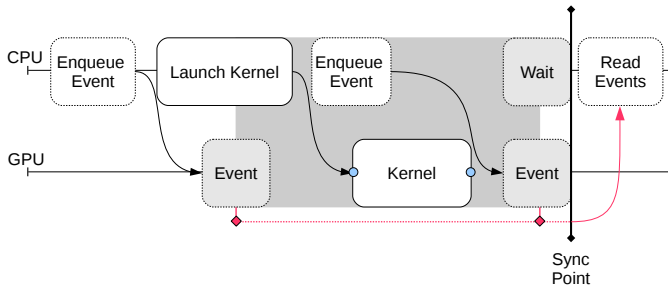 CPU
Enqueue
Event
Launch Kernel
Enqueue
Event
Wait
Read
Events
GPU
Event
Kernel
Event
Sync
Point